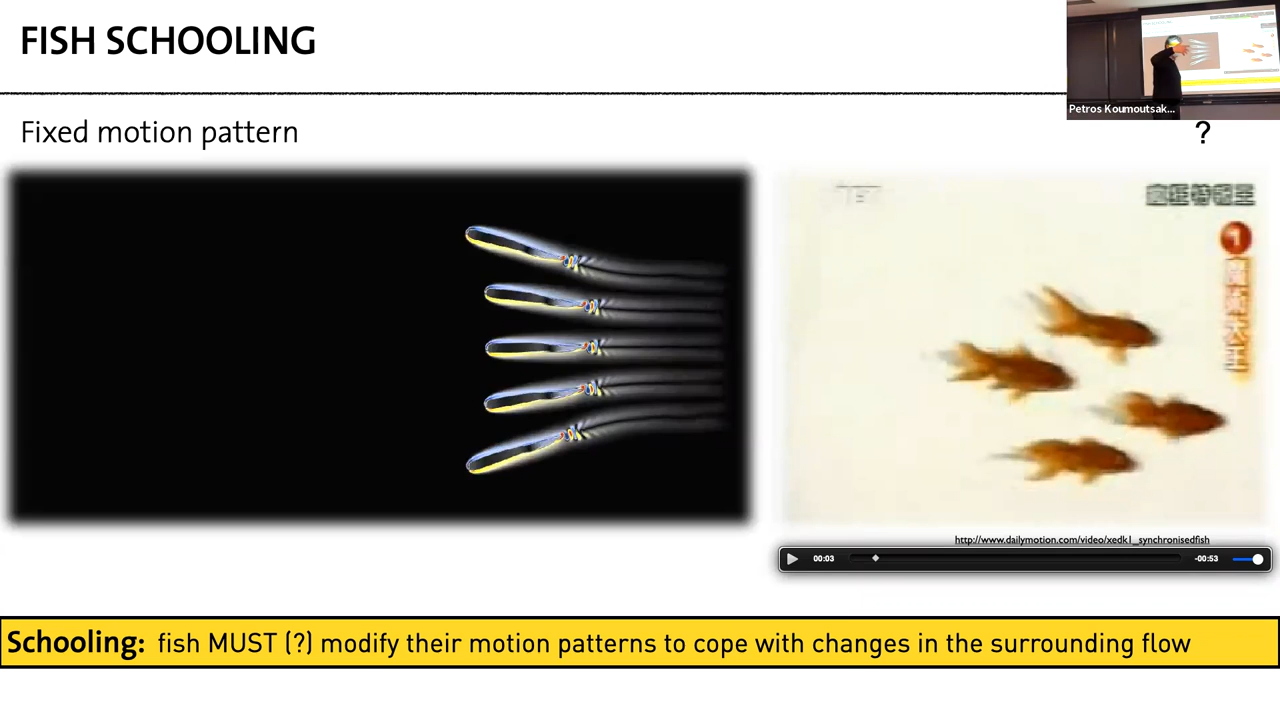 FISH SCHOOLING
Petros Koumoutsak...
Fixed motion pattern
?
1
http://www.dailymotion.com/video/xedk1_synchronisedfish
00:03
-00:53
Schooling: fish MUST (?) modify their motion patterns to cope with changes in the surrounding flow